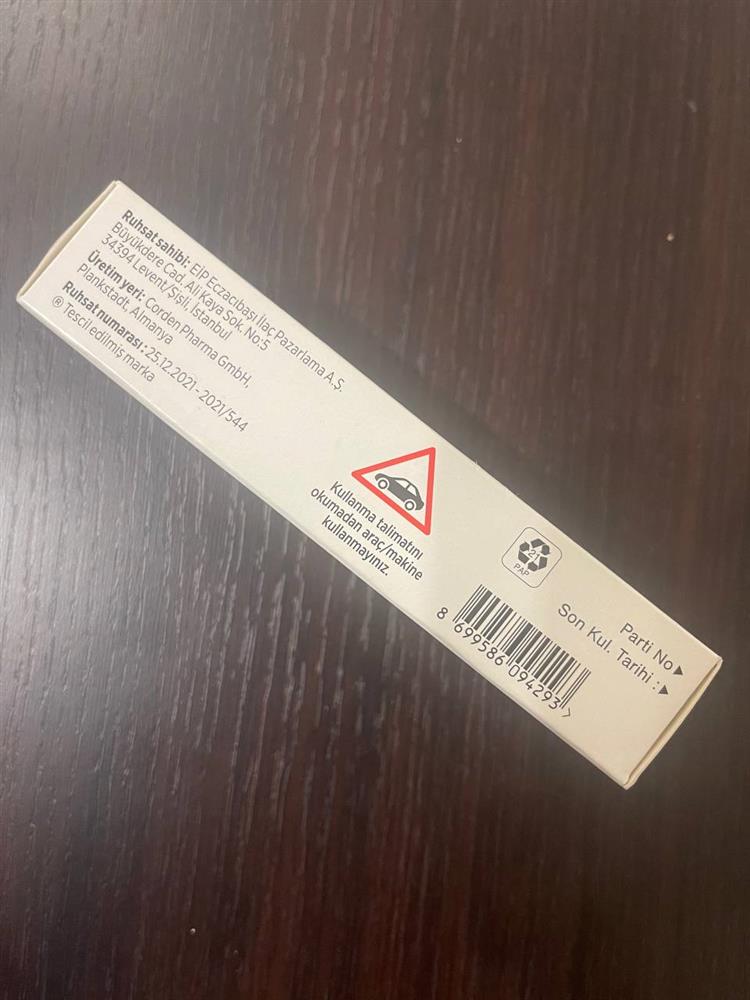 Ruhsat sahibi: EİP Eczacıbaşı İlaç Pazarlama A.Ş.
Büyükdere Cad. Ali Kaya Sok. No:5
34394 Levent/Şişli, İstanbul
Üretim yeri: Corden Pharma GmbH,
Plankstadt, Almanya
Ruhsat numarası : 25.12.2021 - 2021/544
® Tescil edilmiş marka
Kullanma talimatını
okumadan araç/makine
kullanmayınız.
21
PAP
8 699586 094293 >
Parti No ▶
Son Kul. Tarihi : ▶